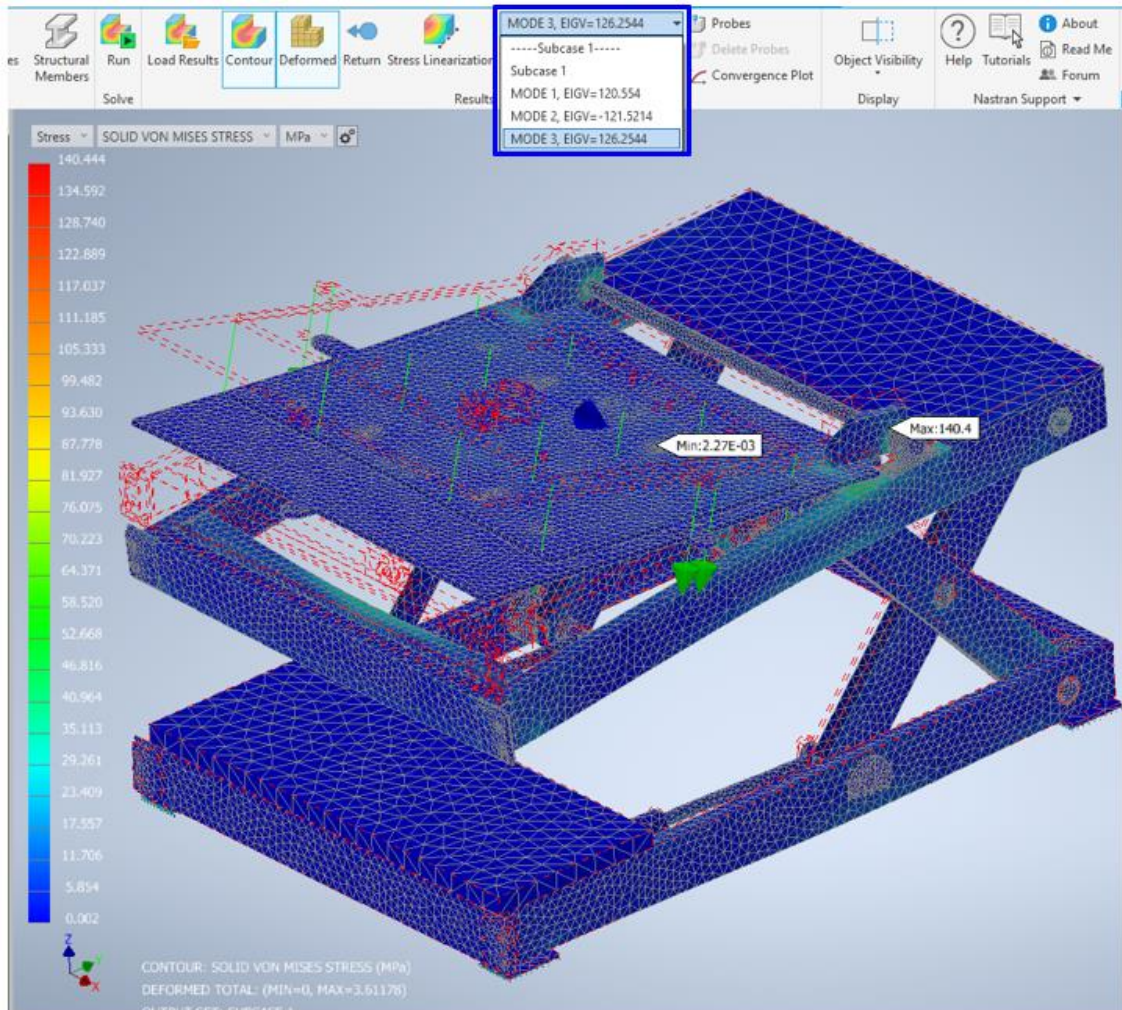 es
Structural Members
Run
Solve
Load Results
Contour
Deformed
Return
Stress Linearization
Results
MODE 3, EIGV=126.2544
-----Subcase 1-----
Subcase 1
MODE 1, EIGV=120.554
MODE 2, EIGV=-121.5214
MODE 3, EIGV=126.2544
Probes
Delete Probes
Convergence Plot
Object Visibility
Display
Help
Tutorials
About
Read Me
Forum
Nastran Support
Stress
SOLID VON MISES STRESS
MPa
140.444
134.592
128.740
122.889
117.037
111.185
105.333
99.482
93.630
87.778
81.927
76.075
70.223
64.371
58.520
52.668
46.816
40.964
35.113
29.261
23.409
17.557
11.706
5.854
0.002
Max:140.4
Min:2.27E-03
Z
Y
X
CONTOUR: SOLID VON MISES STRESS (MPa)
DEFORMED TOTAL: (MIN=0, MAX=3.61178)
OUTPUT SET: SUBCASE 1